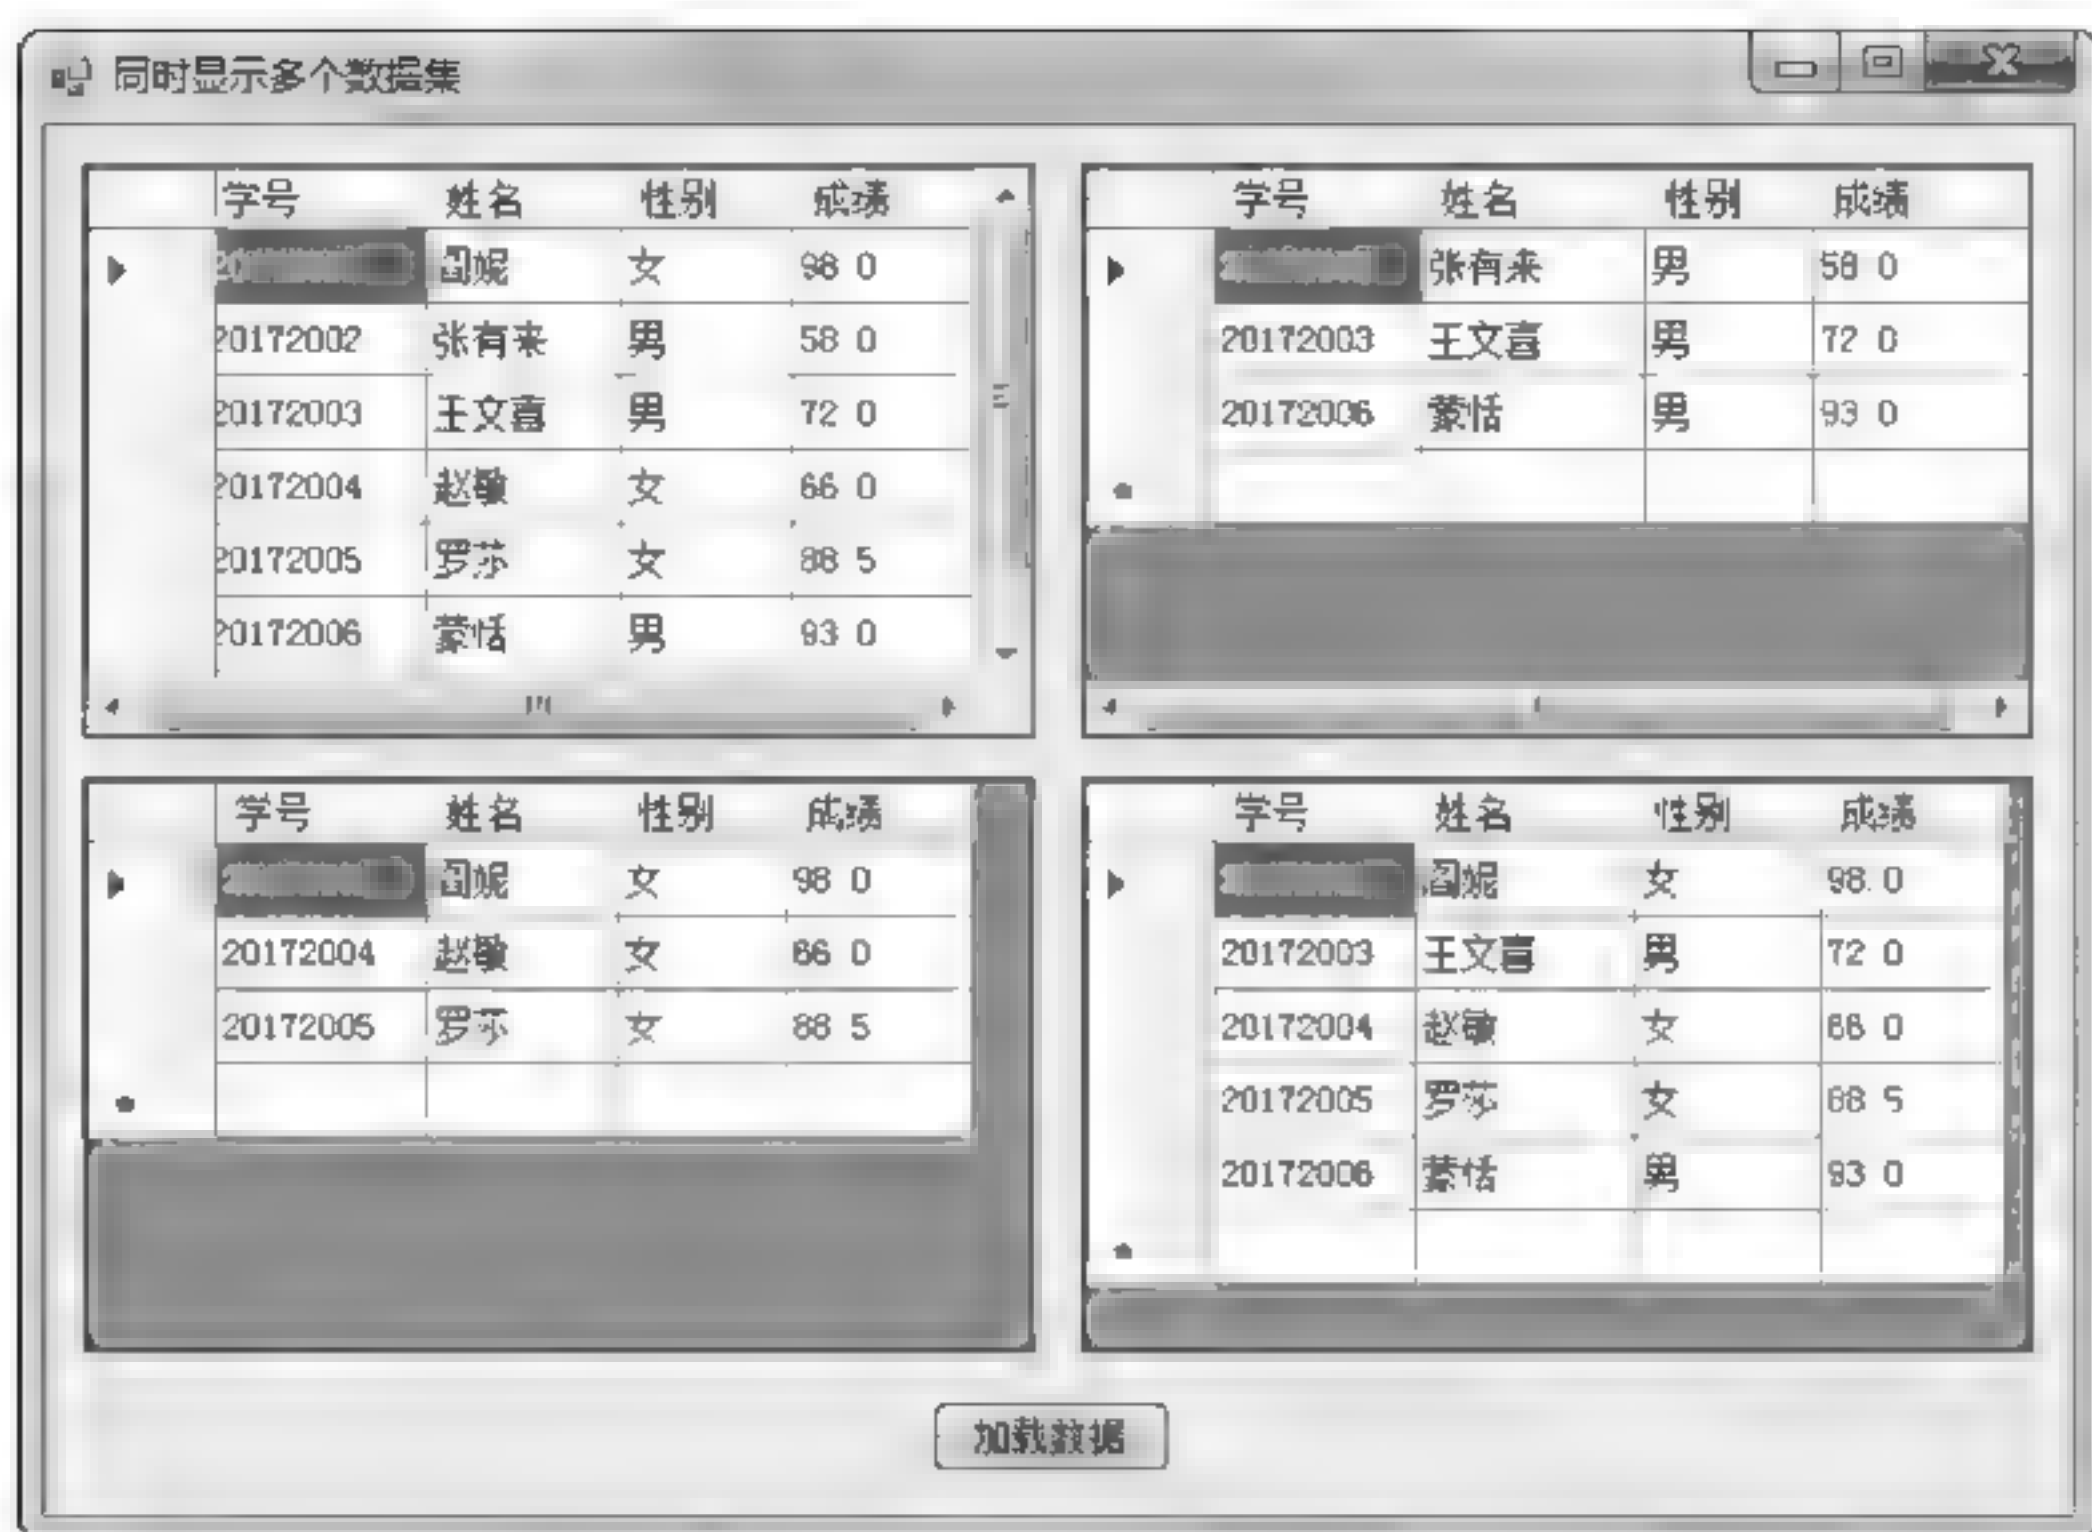 同时显示多个数据集
学号 姓名 性别 成绩
阎妮 女 98 0
20172002 张有来 男 58 0
20172003 王文喜 男 72 0
20172004 赵敏 女 66 0
20172005 罗莎 女 88 5
20172006 蒙恬 男 93 0
学号 姓名 性别 成绩
张有来 男 58 0
20172003 王文喜 男 72 0
20172006 蒙恬 男 93 0
学号 姓名 性别 成绩
阎妮 女 98 0
20172004 赵敏 女 66 0
20172005 罗莎 女 88 5
学号 姓名 性别 成绩
阎妮 女 98.0
20172003 王文喜 男 72 0
20172004 赵敏 女 66 0
20172005 罗莎 女 88 5
20172006 蒙恬 男 93 0
加载数据